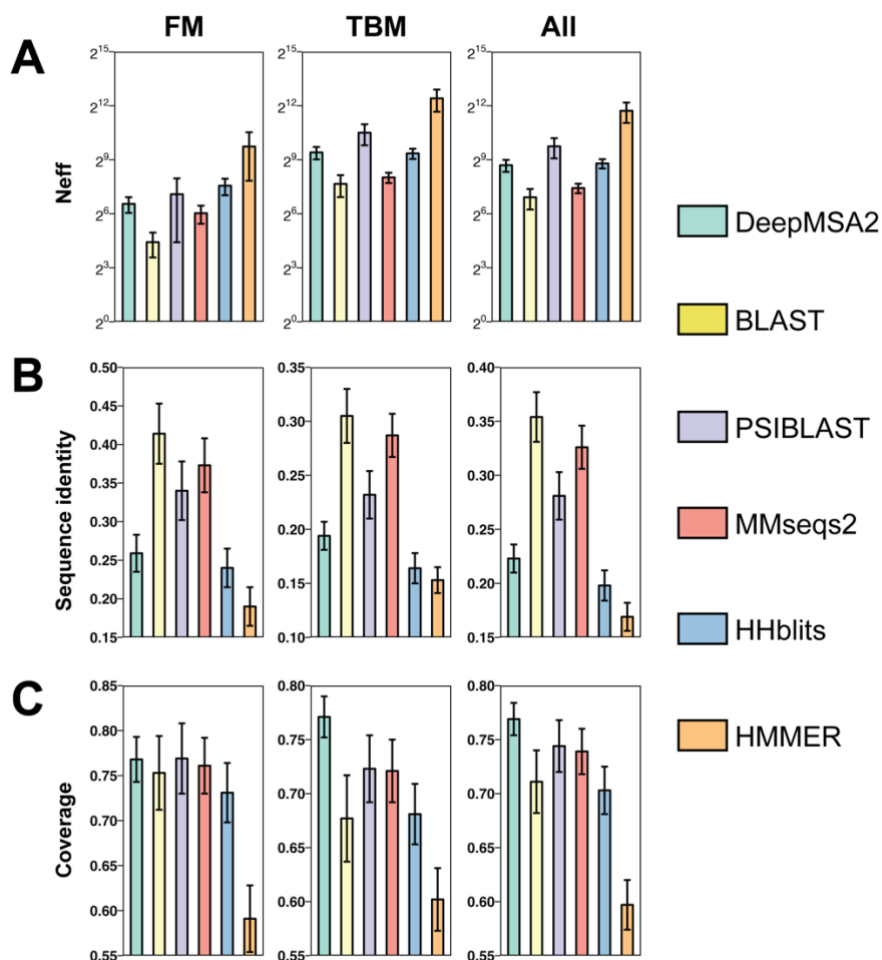 FM TBM All
A
Neff
2^15 2^15 2^15
2^12 2^12 2^12
2^9 2^9 2^9
2^6 2^6 2^6
2^3 2^3 2^3
2^0 2^0 2^0
B
Sequence identity
0.50 0.35 0.40
0.45 0.30 0.35
0.40 0.25 0.30
0.35 0.20 0.25
0.30 0.15 0.20
0.25 0.10 0.15
0.20
0.15
C
Coverage
0.85 0.80 0.80
0.80 0.75 0.75
0.75 0.70 0.70
0.70 0.65 0.65
0.65 0.60 0.60
0.60 0.55 0.55
0.55
DeepMSA2
BLAST
PSIBLAST
MMseqs2
HHblits
HMMER